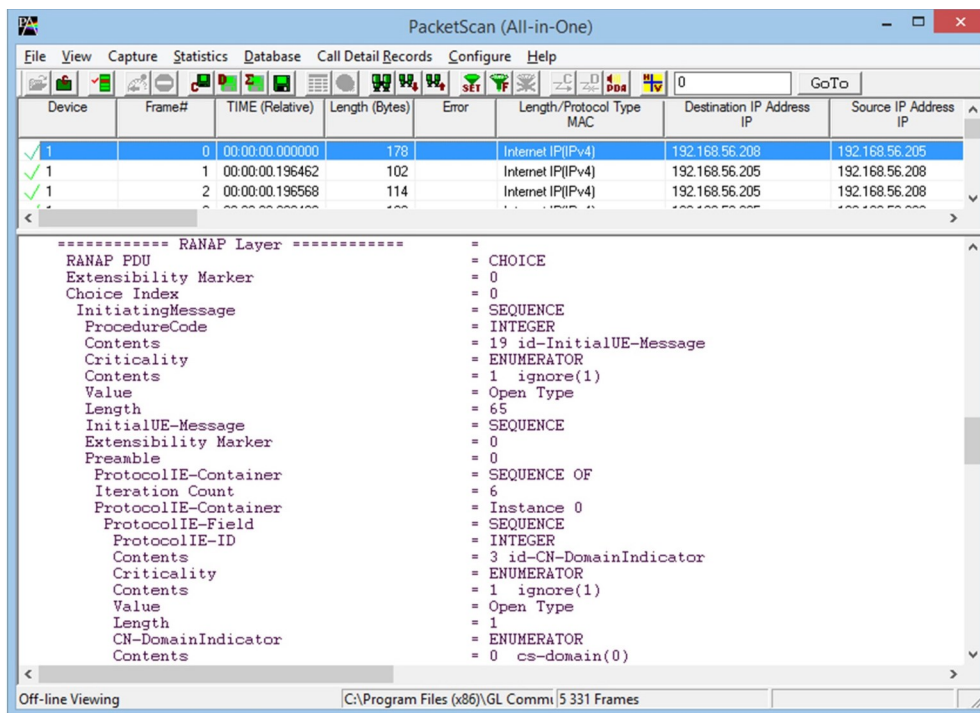 PacketScan (All-in-One)
File View Capture Statistics Database Call Detail Records Configure Help
SET F DDA 0 GoTo
Device Frame# TIME (Relative) Length (Bytes) Error Length/Protocol Type MAC Destination IP Address IP Source IP Address IP
1 0 00:00:00.000000 178 Internet IP(IPv4) 192.168.56.208 192.168.56.205
1 1 00:00:00.196462 102 Internet IP(IPv4) 192.168.56.205 192.168.56.208
1 2 00:00:00.196568 114 Internet IP(IPv4) 192.168.56.205 192.168.56.208
============ RANAP Layer ============ =
RANAP PDU = CHOICE
Extensibility Marker = 0
Choice Index = 0
InitiatingMessage = SEQUENCE
ProcedureCode = INTEGER
Contents = 19 id-InitialUE-Message
Criticality = ENUMERATOR
Contents = 1 ignore(1)
Value = Open Type
Length = 65
InitialUE-Message = SEQUENCE
Extensibility Marker = 0
Preamble = 0
ProtocolIE-Container = SEQUENCE OF
Iteration Count = 6
ProtocolIE-Container = Instance 0
ProtocolIE-Field = SEQUENCE
ProtocolIE-ID = INTEGER
Contents = 3 id-CN-DomainIndicator
Criticality = ENUMERATOR
Contents = 1 ignore(1)
Value = Open Type
Length = 1
CN-DomainIndicator = ENUMERATOR
Contents = 0 cs-domain(0)
Off-line Viewing C:\Program Files (x86)\GL Commu 5 331 Frames